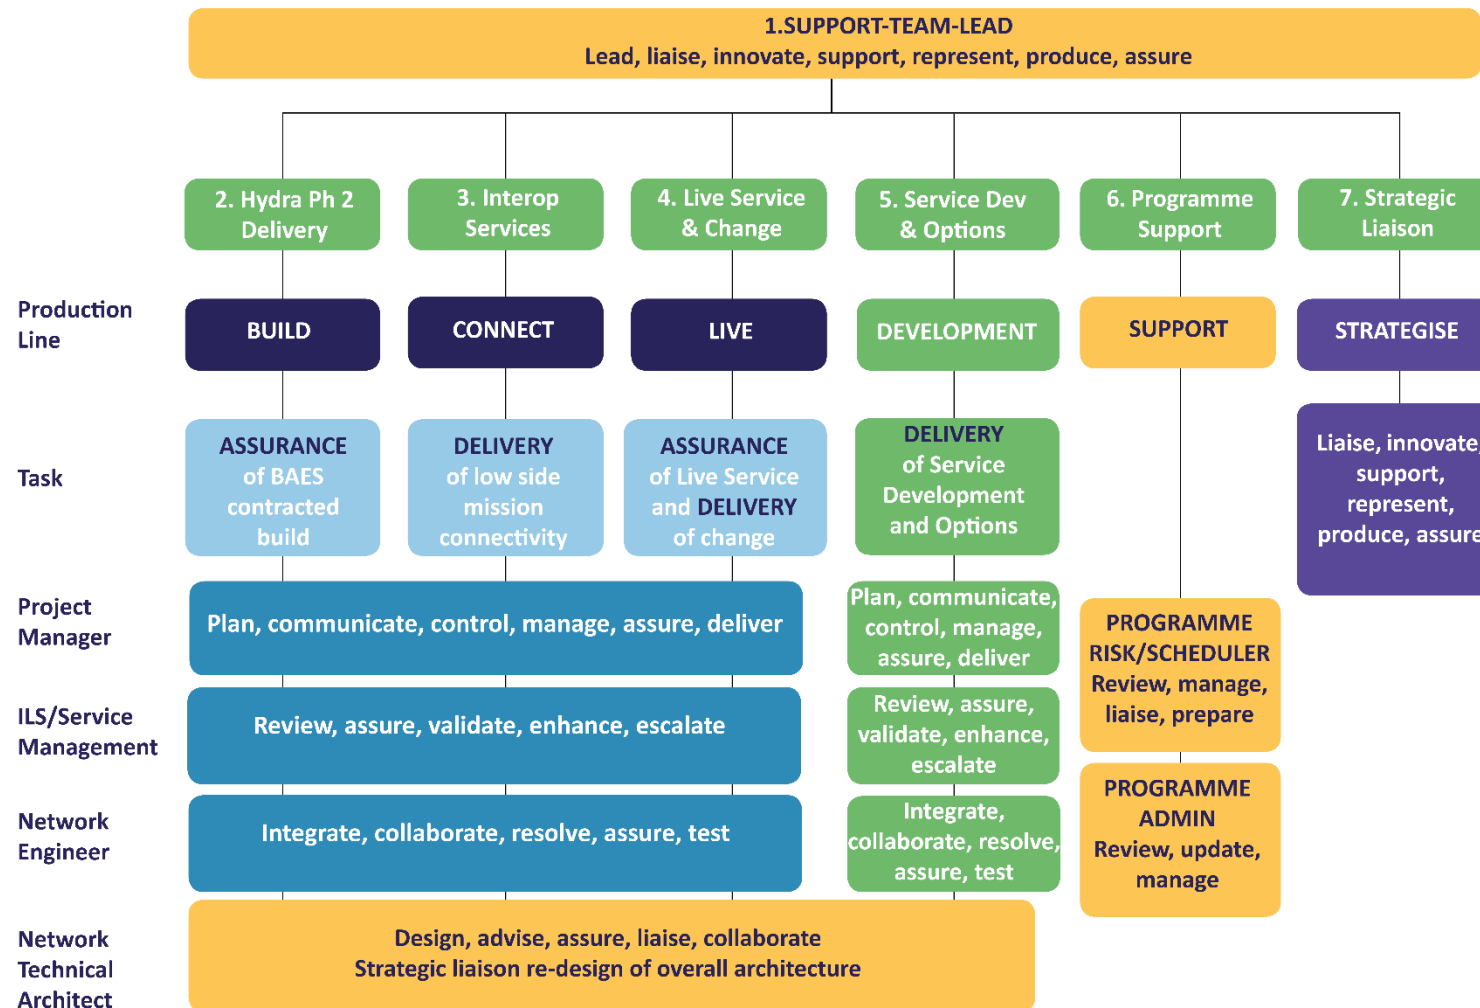 1.SUPPORT-TEAM-LEAD
Lead, liaise, innovate, support, represent, produce, assure
2. Hydra Ph 2
Delivery
3. Interop
Services
4. Live Service
& Change
5. Service Dev
& Options
6. Programme
Support
7. Strategic
Liaison
Production
Line
BUILD
CONNECT
LIVE
DEVELOPMENT
SUPPORT
STRATEGISE
Task
ASSURANCE
of BAES
contracted
build
DELIVERY
of low side
mission
connectivity
ASSURANCE
of Live Service
and DELIVERY
of change
DELIVERY
of Service
Development
and Options
Liaise, innovate,
support,
represent,
produce, assure
Project
Manager
Plan, communicate, control, manage, assure, deliver
Plan, communicate,
control, manage,
assure, deliver
PROGRAMME
RISK/SCHEDULER
Review, manage,
liaise, prepare
ILS/Service
Management
Review, assure, validate, enhance, escalate
Review, assure,
validate, enhance,
escalate
PROGRAMME
ADMIN
Review, update,
manage
Network
Engineer
Integrate, collaborate, resolve, assure, test
Integrate,
collaborate, resolve,
assure, test
Network
Technical
Architect
Design, advise, assure, liaise, collaborate
Strategic liaison re-design of overall architecture